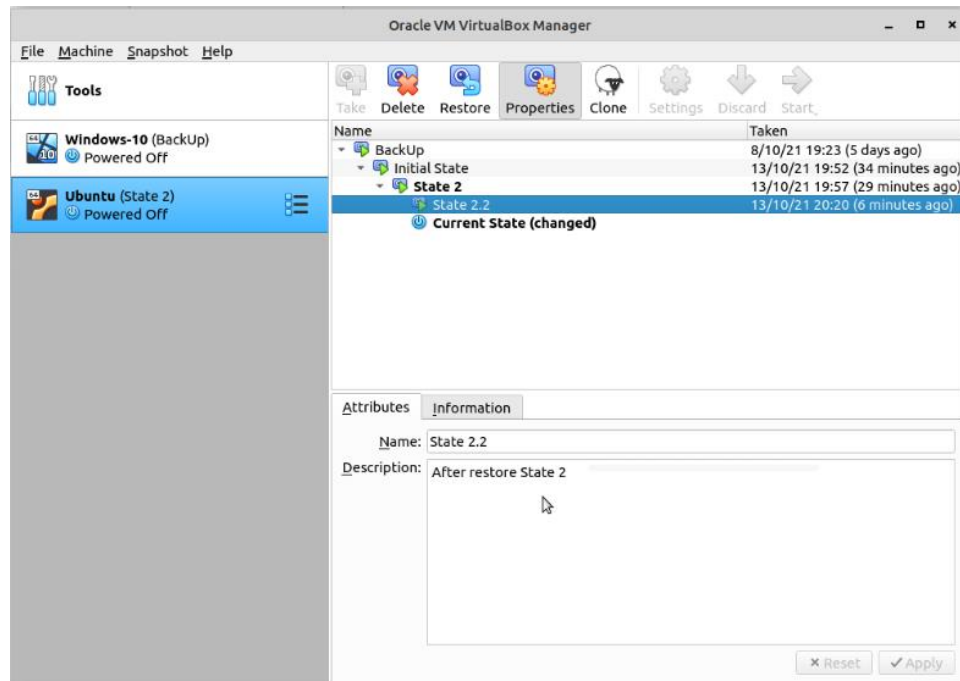 Oracle VM VirtualBox Manager
File Machine Snapshot Help
Tools
Take Delete Restore Properties Clone Settings Discard Start
64 Windows-10 (BackUp)
10 Powered Off
64 Ubuntu (State 2)
Powered Off
Name Taken
BackUp 8/10/21 19:23 (5 days ago)
Initial State 13/10/21 19:52 (34 minutes ago)
State 2 13/10/21 19:57 (29 minutes ago)
State 2.2 13/10/21 20:20 (6 minutes ago)
Current State (changed)
Attributes Information
Name: State 2.2
Description: After restore State 2
Reset Apply